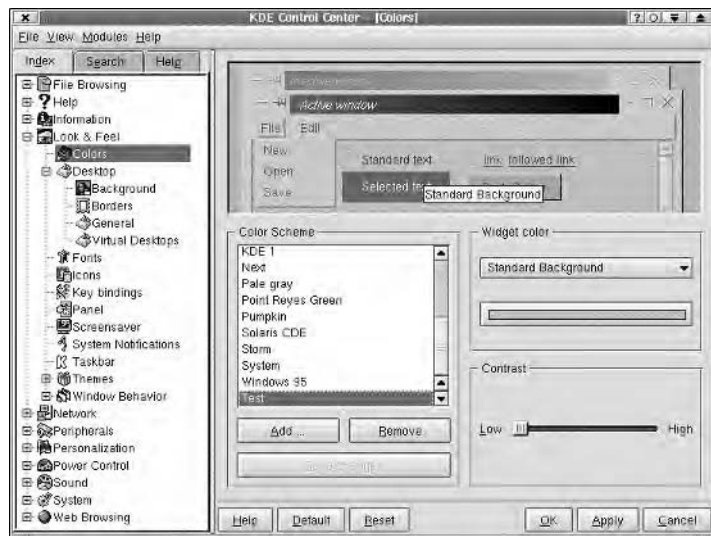 KDE Control Center - [Colors]
File View Modules Help
Index Search Help
File Browsing
Help
Information
Look & Feel
Colors
Desktop
Background
Borders
General
Virtual Desktops
Fonts
Icons
Key bindings
Panel
Screensaver
System Notifications
Taskbar
Themes
Window Behavior
Network
Peripherals
Personalization
Power Control
Sound
System
Web Browsing
Active window
File Edit
New
Open
Save
Standard text
link followed link
Selected text
Standard Background
Color Scheme
KDE 1
Next
Pale gray
Point Reyes Green
Pumpkin
Solaris CDE
Storm
System
Windows 95
Test
Add ...
Remove
Widget color
Standard Background
Contrast
Low
High
Help
Default
Reset
OK
Apply
Cancel